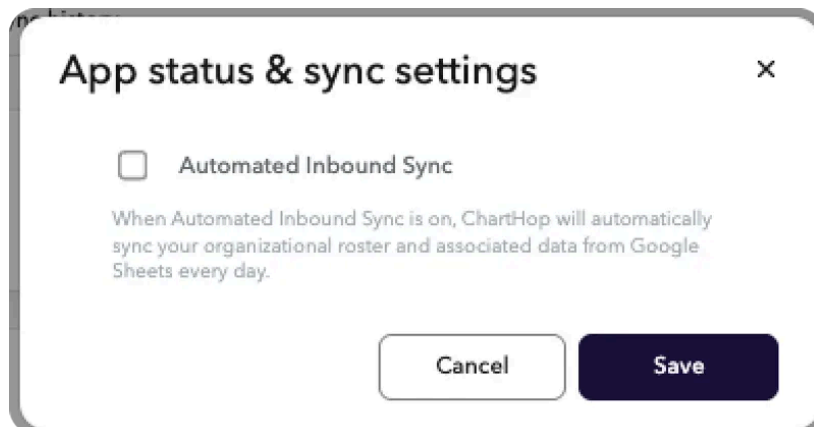 App status & sync settings
Automated Inbound Sync
When Automated Inbound Sync is on, ChartHop will automatically
sync your organizational roster and associated data from Google
Sheets every day.
Cancel
Save